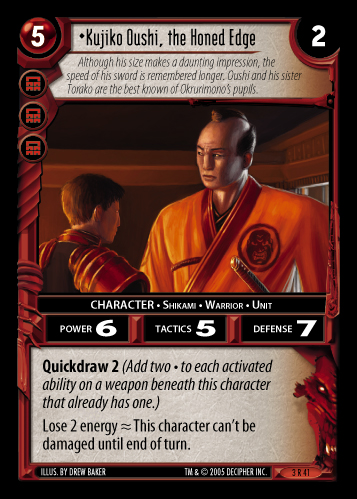 5 •Kujiko Oushi, the Honed Edge 2
Although his size makes a daunting impression, the
speed of his sword is remembered longer. Oushi and his sister
Torako are the best known of Okrurimono's pupils.
CHARACTER • SHIKAMI • WARRIOR • UNIT
POWER 6 TACTICS 5 DEFENSE 7
Quickdraw 2 (Add two • to each activated
ability on a weapon beneath this character
that already has one.)
Lose 2 energy ≈ This character can't be
damaged until end of turn.
ILLUS. BY DREW BAKER TM & © 2005 DECIPHER INC. 3 R 41